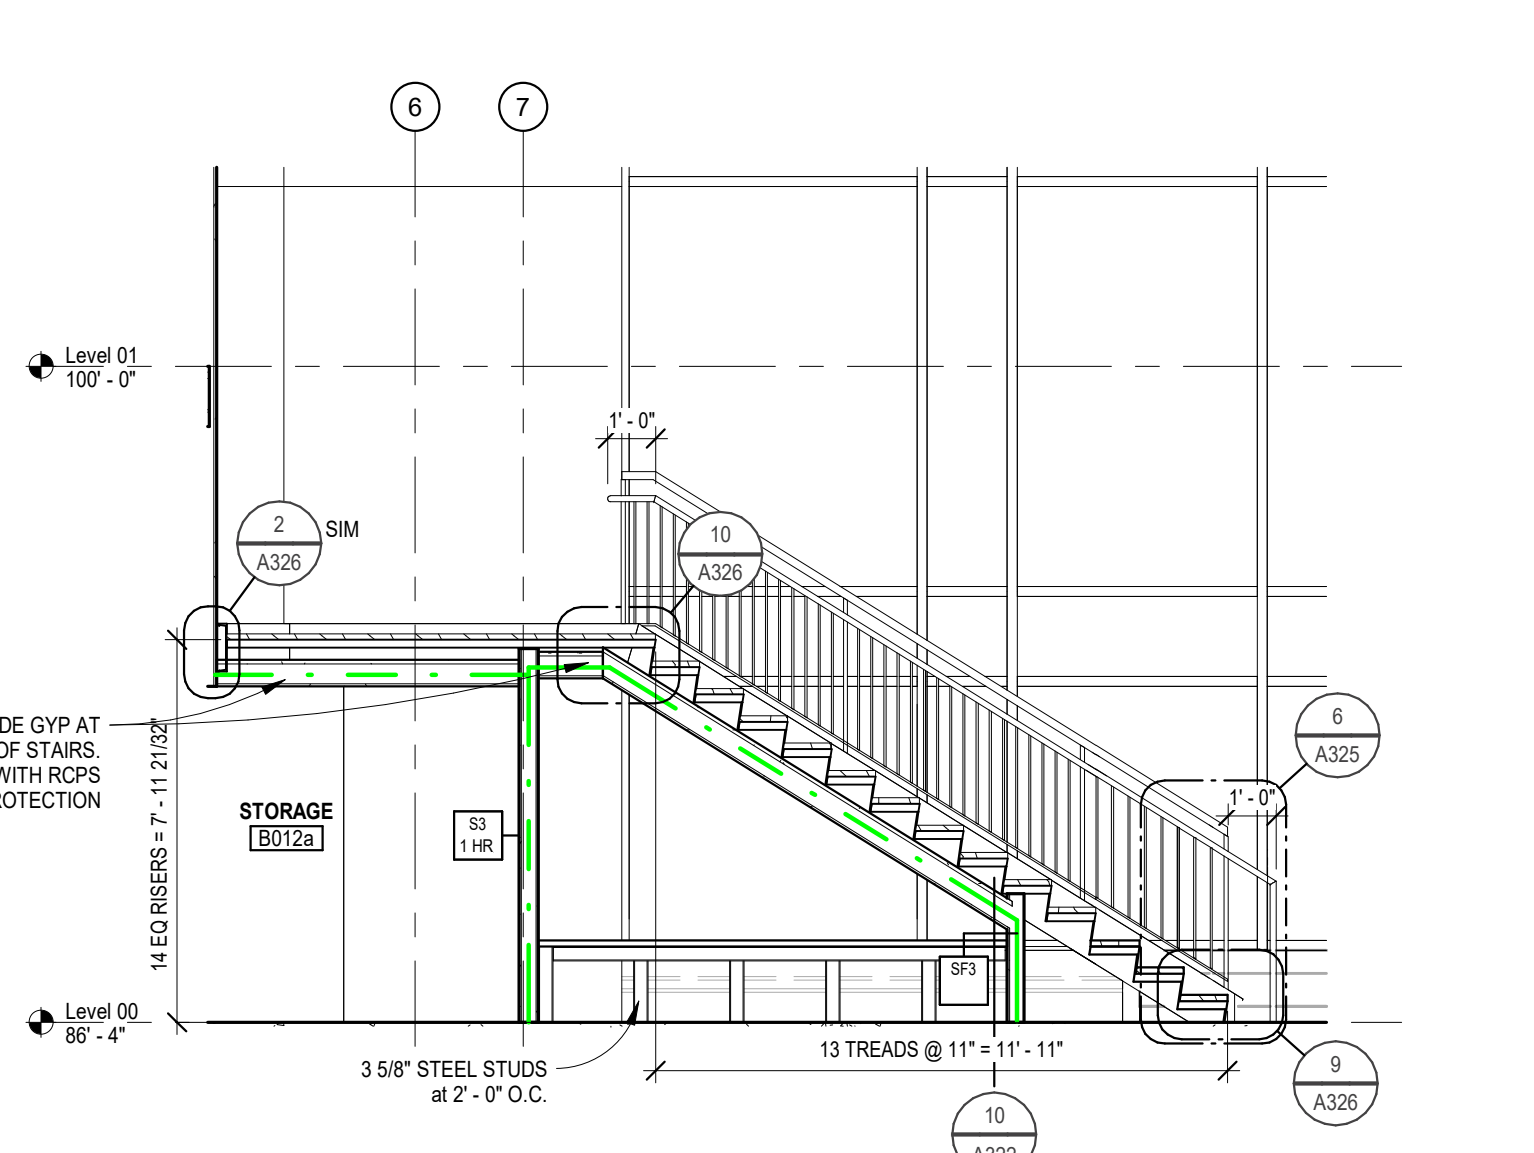 6
7
Level 01
100' - 0"
1' - 0"
2
A326
SIM
10
A326
6
A325
1' - 0"
DE GYP AT
OF STAIRS.
WITH RCPS
ROTECTION
14 EQ RISERS = 7' - 11 21/32"
STORAGE
B012a
S3
1 HR
SF3
Level 00
86' - 4"
3 5/8" STEEL STUDS
at 2' - 0" O.C.
13 TREADS @ 11" = 11' - 11"
9
A326
10